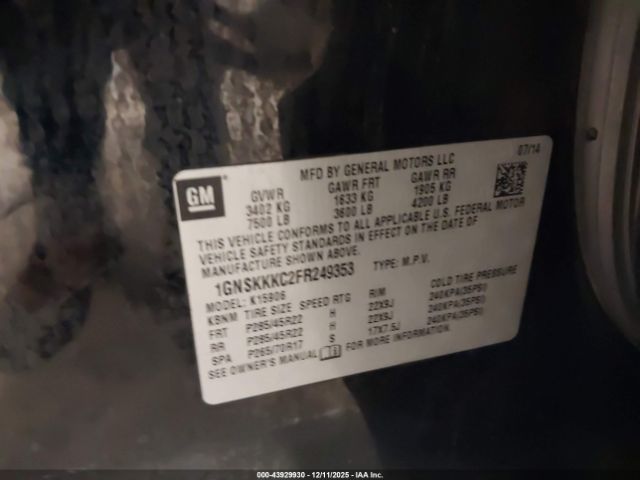 MFD BY GENERAL MOTORS LLC 07/14
GM GVWR GAWR FRT GAWR RR
3402 KG 1633 KG 1905 KG
7500 LB 3600 LB 4200 LB
THIS VEHICLE CONFORMS TO ALL APPLICABLE U.S. FEDERAL MOTOR
VEHICLE SAFETY STANDARDS IN EFFECT ON THE DATE OF
MANUFACTURE SHOWN ABOVE.
1GNSKKKC2FR249353 TYPE: M.P.V.
MODEL: K15906
KSNM TIRE SIZE SPEED RTG RIM COLD TIRE PRESSURE
FRT P285/45R22 H 22X9J 240KPA(35PSI)
RR P285/45R22 H 22X9J 240KPA(35PSI)
SPA P265/70R17 S 17X7.5J 240KPA(35PSI)
SEE OWNER'S MANUAL FOR MORE INFORMATION
000-43929930 - 12/11/2025 - IAA Inc.